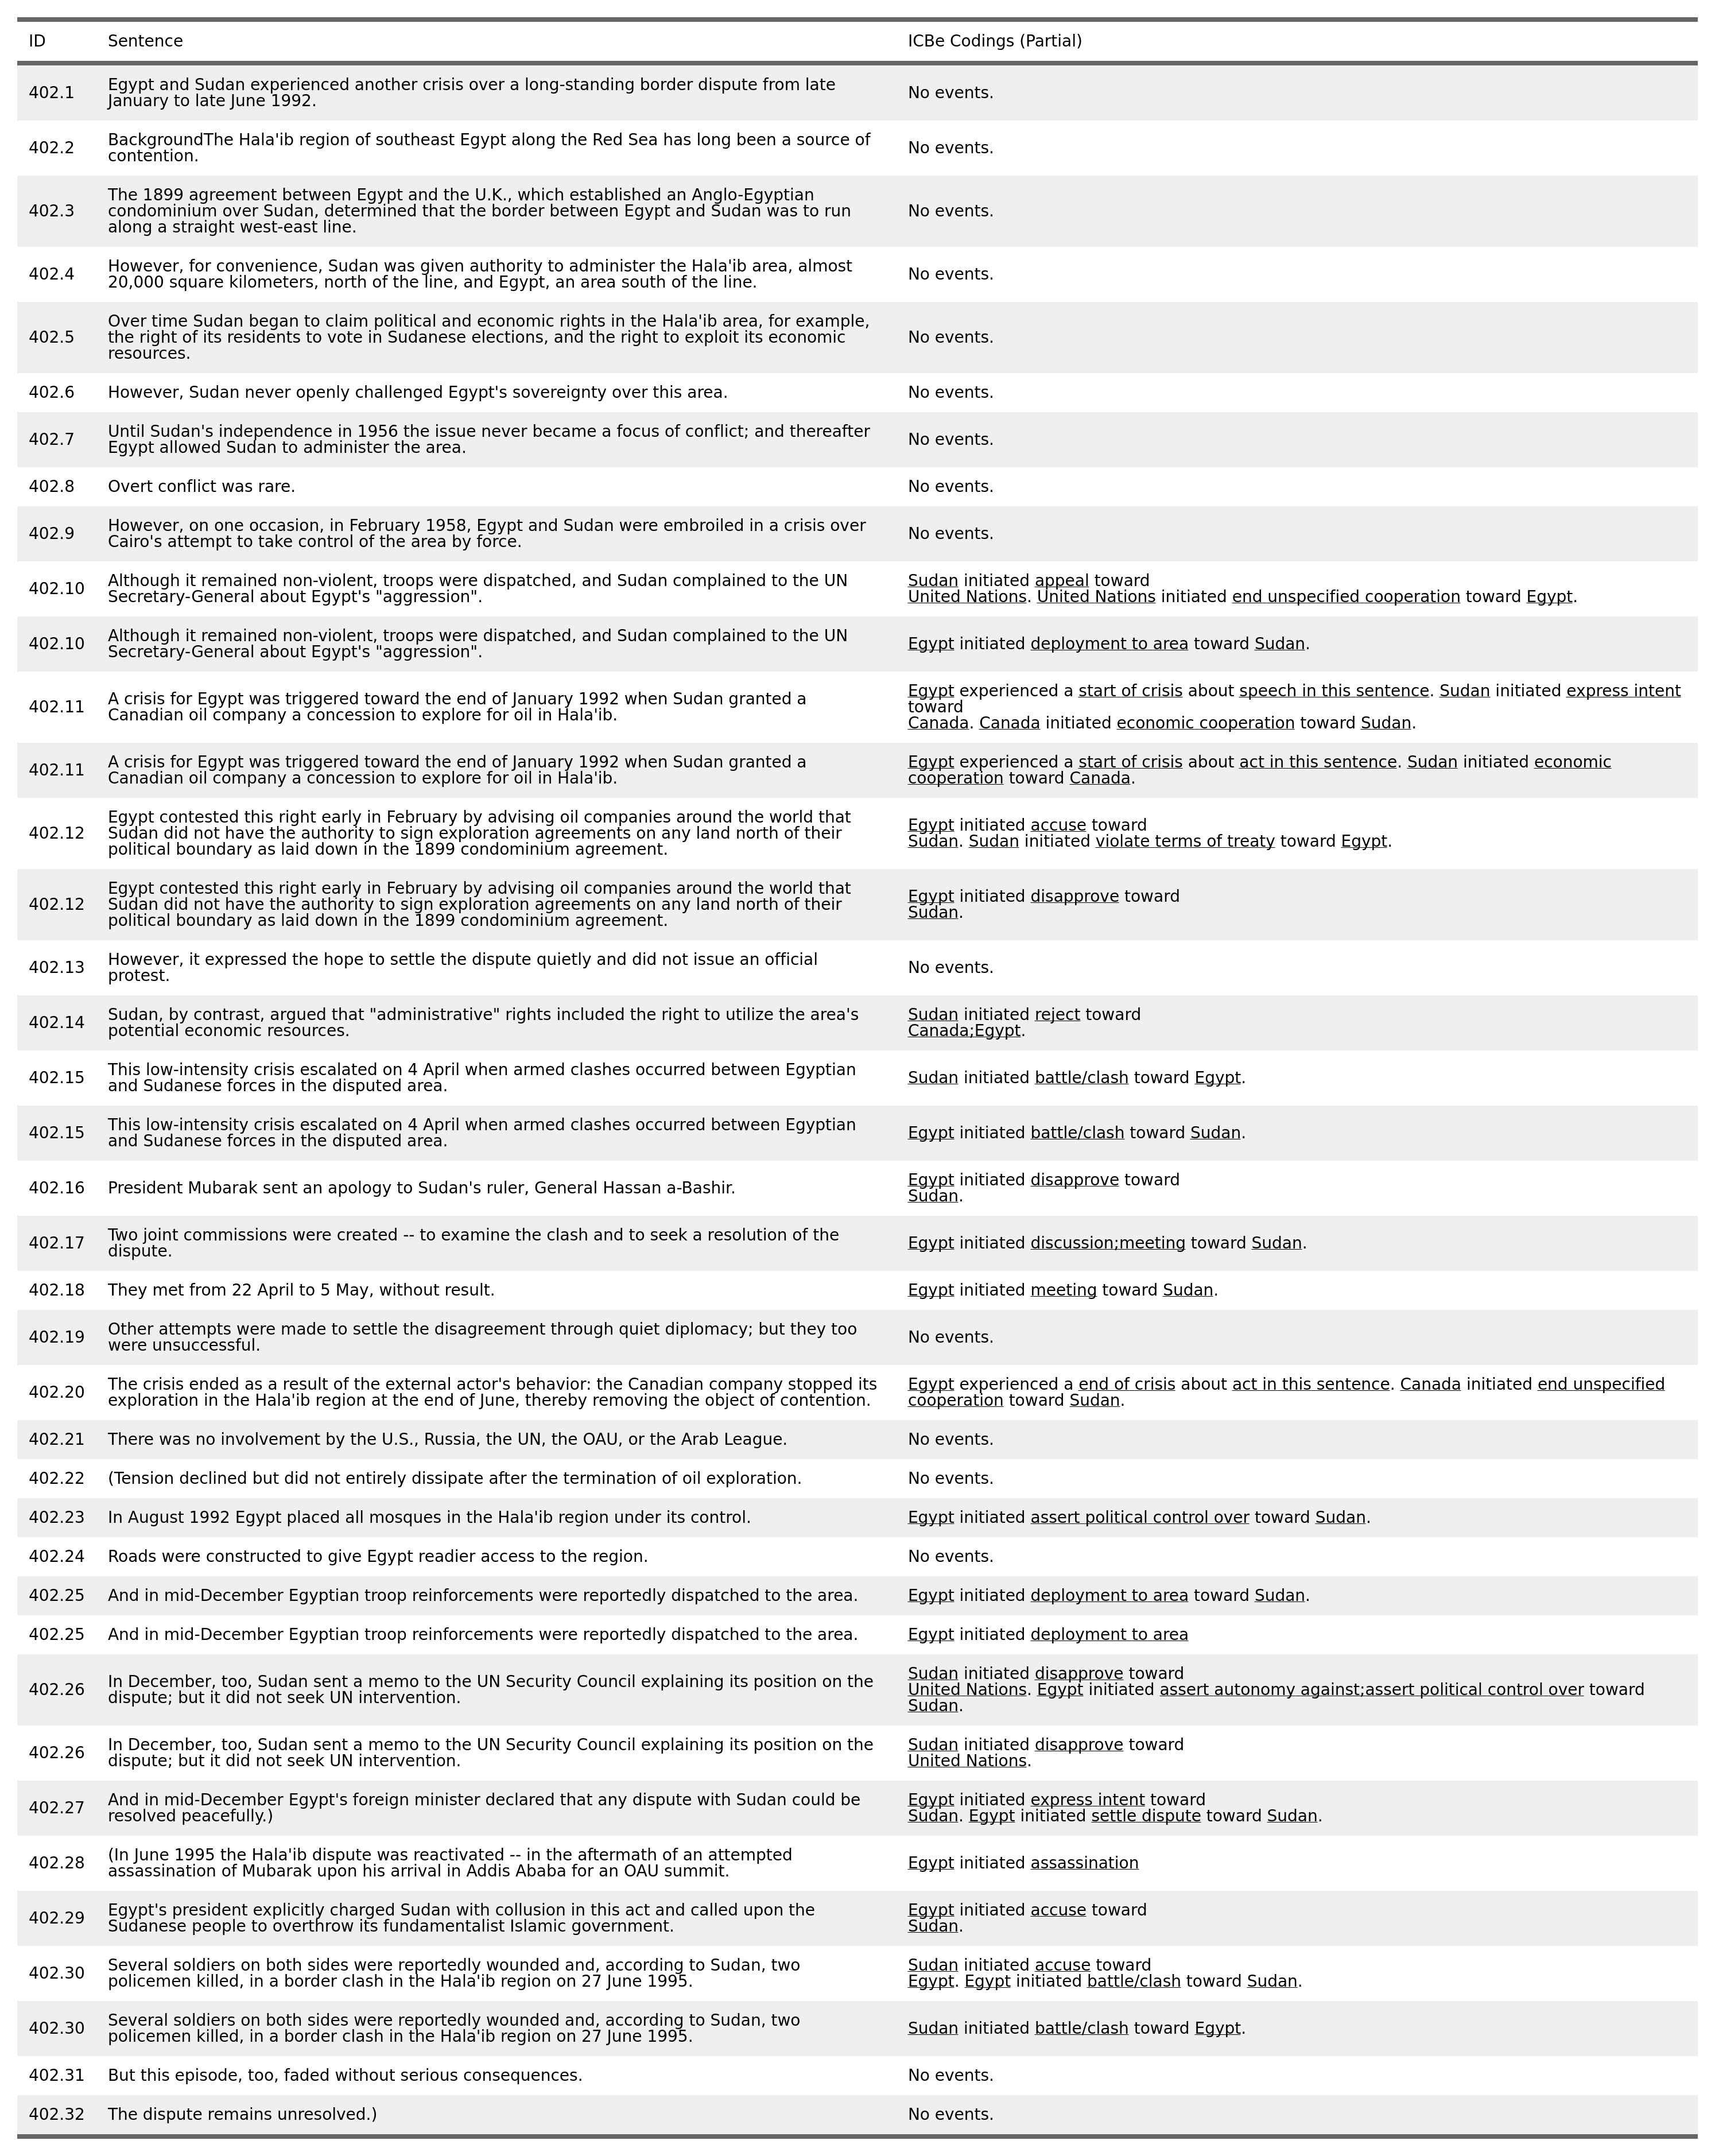 ID Sentence ICBe Codings (Partial)
402.1 Egypt and Sudan experienced another crisis over a long-standing border dispute from late
January to late June 1992.
No events.
402.2 BackgroundThe Hala'ib region of southeast Egypt along the Red Sea has long been a source of
contention.
No events.
402.3 The 1899 agreement between Egypt and the U.K., which established an Anglo-Egyptian
condominium over Sudan, determined that the border between Egypt and Sudan was to run
along a straight west-east line.
No events.
402.4 However, for convenience, Sudan was given authority to administer the Hala'ib area, almost
20,000 square kilometers, north of the line, and Egypt, an area south of the line.
No events.
402.5 Over time Sudan began to claim political and economic rights in the Hala'ib area, for example,
the right of its residents to vote in Sudanese elections, and the right to exploit its economic
resources.
No events.
402.6 However, Sudan never openly challenged Egypt's sovereignty over this area. No events.
402.7 Until Sudan's independence in 1956 the issue never became a focus of conflict; and thereafter
Egypt allowed Sudan to administer the area.
No events.
402.8 Overt conflict was rare. No events.
402.9 However, on one occasion, in February 1958, Egypt and Sudan were embroiled in a crisis over
Cairo's attempt to take control of the area by force.
No events.
402.10 Although it remained non-violent, troops were dispatched, and Sudan complained to the UN
Secretary-General about Egypt's "aggression".
Sudan initiated appeal toward
United Nations. United Nations initiated end unspecified cooperation toward Egypt.
402.10 Although it remained non-violent, troops were dispatched, and Sudan complained to the UN
Secretary-General about Egypt's "aggression".
Egypt initiated deployment to area toward Sudan.
402.11 A crisis for Egypt was triggered toward the end of January 1992 when Sudan granted a
Canadian oil company a concession to explore for oil in Hala'ib.
Egypt experienced a start of crisis about speech in this sentence. Sudan initiated express intent
toward
Canada. Canada initiated economic cooperation toward Sudan.
402.11 A crisis for Egypt was triggered toward the end of January 1992 when Sudan granted a
Canadian oil company a concession to explore for oil in Hala'ib.
Egypt experienced a start of crisis about act in this sentence. Sudan initiated economic
cooperation toward Canada.
402.12 Egypt contested this right early in February by advising oil companies around the world that
Sudan did not have the authority to sign exploration agreements on any land north of their
political boundary as laid down in the 1899 condominium agreement.
Egypt initiated accuse toward
Sudan. Sudan initiated violate terms of treaty toward Egypt.
402.12 Egypt contested this right early in February by advising oil companies around the world that
Sudan did not have the authority to sign exploration agreements on any land north of their
political boundary as laid down in the 1899 condominium agreement.
Egypt initiated disapprove toward
Sudan.
402.13 However, it expressed the hope to settle the dispute quietly and did not issue an official
protest.
No events.
402.14 Sudan, by contrast, argued that "administrative" rights included the right to utilize the area's
potential economic resources.
Sudan initiated reject toward
Canada;Egypt.
402.15 This low-intensity crisis escalated on 4 April when armed clashes occurred between Egyptian
and Sudanese forces in the disputed area.
Sudan initiated battle/clash toward Egypt.
402.15 This low-intensity crisis escalated on 4 April when armed clashes occurred between Egyptian
and Sudanese forces in the disputed area.
Egypt initiated battle/clash toward Sudan.
402.16 President Mubarak sent an apology to Sudan's ruler, General Hassan a-Bashir.
Egypt initiated disapprove toward
Sudan.
402.17 Two joint commissions were created -- to examine the clash and to seek a resolution of the
dispute.
Egypt initiated discussion;meeting toward Sudan.
402.18 They met from 22 April to 5 May, without result. Egypt initiated meeting toward Sudan.
402.19 Other attempts were made to settle the disagreement through quiet diplomacy; but they too
were unsuccessful.
No events.
402.20 The crisis ended as a result of the external actor's behavior: the Canadian company stopped its
exploration in the Hala'ib region at the end of June, thereby removing the object of contention.
Egypt experienced a end of crisis about act in this sentence. Canada initiated end unspecified
cooperation toward Sudan.
402.21 There was no involvement by the U.S., Russia, the UN, the OAU, or the Arab League. No events.
402.22 (Tension declined but did not entirely dissipate after the termination of oil exploration. No events.
402.23 In August 1992 Egypt placed all mosques in the Hala'ib region under its control. Egypt initiated assert political control over toward Sudan.
402.24 Roads were constructed to give Egypt readier access to the region. No events.
402.25 And in mid-December Egyptian troop reinforcements were reportedly dispatched to the area. Egypt initiated deployment to area toward Sudan.
402.25 And in mid-December Egyptian troop reinforcements were reportedly dispatched to the area. Egypt initiated deployment to area
402.26 In December, too, Sudan sent a memo to the UN Security Council explaining its position on the
dispute; but it did not seek UN intervention.
Sudan initiated disapprove toward
United Nations. Egypt initiated assert autonomy against;assert political control over toward
Sudan.
402.26 In December, too, Sudan sent a memo to the UN Security Council explaining its position on the
dispute; but it did not seek UN intervention.
Sudan initiated disapprove toward
United Nations.
402.27 And in mid-December Egypt's foreign minister declared that any dispute with Sudan could be
resolved peacefully.)
Egypt initiated express intent toward
Sudan. Egypt initiated settle dispute toward Sudan.
402.28 (In June 1995 the Hala'ib dispute was reactivated -- in the aftermath of an attempted
assassination of Mubarak upon his arrival in Addis Ababa for an OAU summit.
Egypt initiated assassination
402.29 Egypt's president explicitly charged Sudan with collusion in this act and called upon the
Sudanese people to overthrow its fundamentalist Islamic government.
Egypt initiated accuse toward
Sudan.
402.30 Several soldiers on both sides were reportedly wounded and, according to Sudan, two
policemen killed, in a border clash in the Hala'ib region on 27 June 1995.
Sudan initiated accuse toward
Egypt. Egypt initiated battle/clash toward Sudan.
402.30 Several soldiers on both sides were reportedly wounded and, according to Sudan, two
policemen killed, in a border clash in the Hala'ib region on 27 June 1995.
Sudan initiated battle/clash toward Egypt.
402.31 But this episode, too, faded without serious consequences. No events.
402.32 The dispute remains unresolved.) No events.